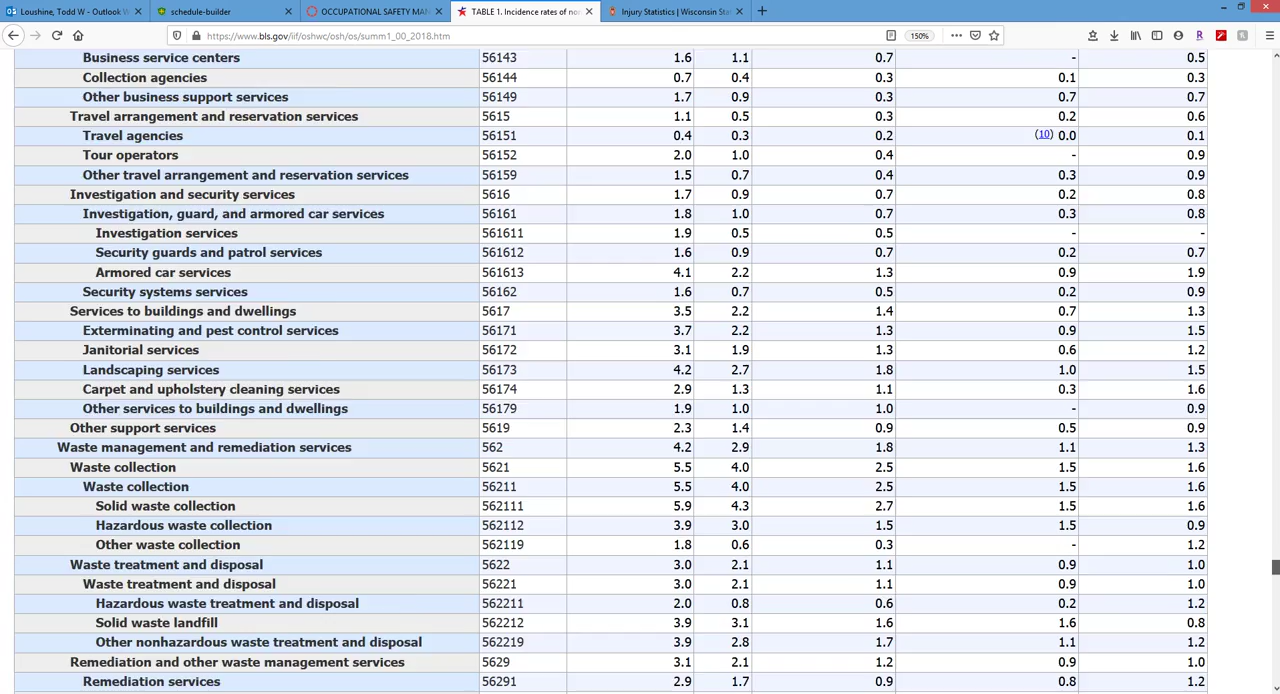 Loushine, Todd W - Outlook
schedule-builder
OCCUPATIONAL SAFETY MAN
TABLE 1. Incidence rates of no
Injury Statistics | Wisconsin St
https://www.bls.gov/iif/oshwc/osh/os/summ1_00_2018.htm
150%
Business service centers 56143 1.6 1.1 0.7 - 0.5
Collection agencies 56144 0.7 0.4 0.3 0.1 0.3
Other business support services 56149 1.7 0.9 0.3 0.7 0.7
Travel arrangement and reservation services 5615 1.1 0.5 0.3 0.2 0.6
Travel agencies 56151 0.4 0.3 0.2 (10) 0.0 0.1
Tour operators 56152 2.0 1.0 0.4 - 0.9
Other travel arrangement and reservation services 56159 1.5 0.7 0.4 0.3 0.9
Investigation and security services 5616 1.7 0.9 0.7 0.2 0.8
Investigation, guard, and armored car services 56161 1.8 1.0 0.7 0.3 0.8
Investigation services 561611 1.9 0.5 0.5 - -
Security guards and patrol services 561612 1.6 0.9 0.7 0.2 0.7
Armored car services 561613 4.1 2.2 1.3 0.9 1.9
Security systems services 56162 1.6 0.7 0.5 0.2 0.9
Services to buildings and dwellings 5617 3.5 2.2 1.4 0.7 1.3
Exterminating and pest control services 56171 3.7 2.2 1.3 0.9 1.5
Janitorial services 56172 3.1 1.9 1.3 0.6 1.2
Landscaping services 56173 4.2 2.7 1.8 1.0 1.5
Carpet and upholstery cleaning services 56174 2.9 1.3 1.1 0.3 1.6
Other services to buildings and dwellings 56179 1.9 1.0 1.0 - 0.9
Other support services 5619 2.3 1.4 0.9 0.5 0.9
Waste management and remediation services 562 4.2 2.9 1.8 1.1 1.3
Waste collection 5621 5.5 4.0 2.5 1.5 1.6
Waste collection 56211 5.5 4.0 2.5 1.5 1.6
Solid waste collection 562111 5.9 4.3 2.7 1.5 1.6
Hazardous waste collection 562112 3.9 3.0 1.5 1.5 0.9
Other waste collection 562119 1.8 0.6 0.3 - 1.2
Waste treatment and disposal 5622 3.0 2.1 1.1 0.9 1.0
Waste treatment and disposal 56221 3.0 2.1 1.1 0.9 1.0
Hazardous waste treatment and disposal 562211 2.0 0.8 0.6 0.2 1.2
Solid waste landfill 562212 3.9 3.1 1.6 1.6 0.8
Other nonhazardous waste treatment and disposal 562219 3.9 2.8 1.7 1.1 1.2
Remediation and other waste management services 5629 3.1 2.1 1.2 0.9 1.0
Remediation services 56291 2.9 1.7 0.9 0.8 1.2